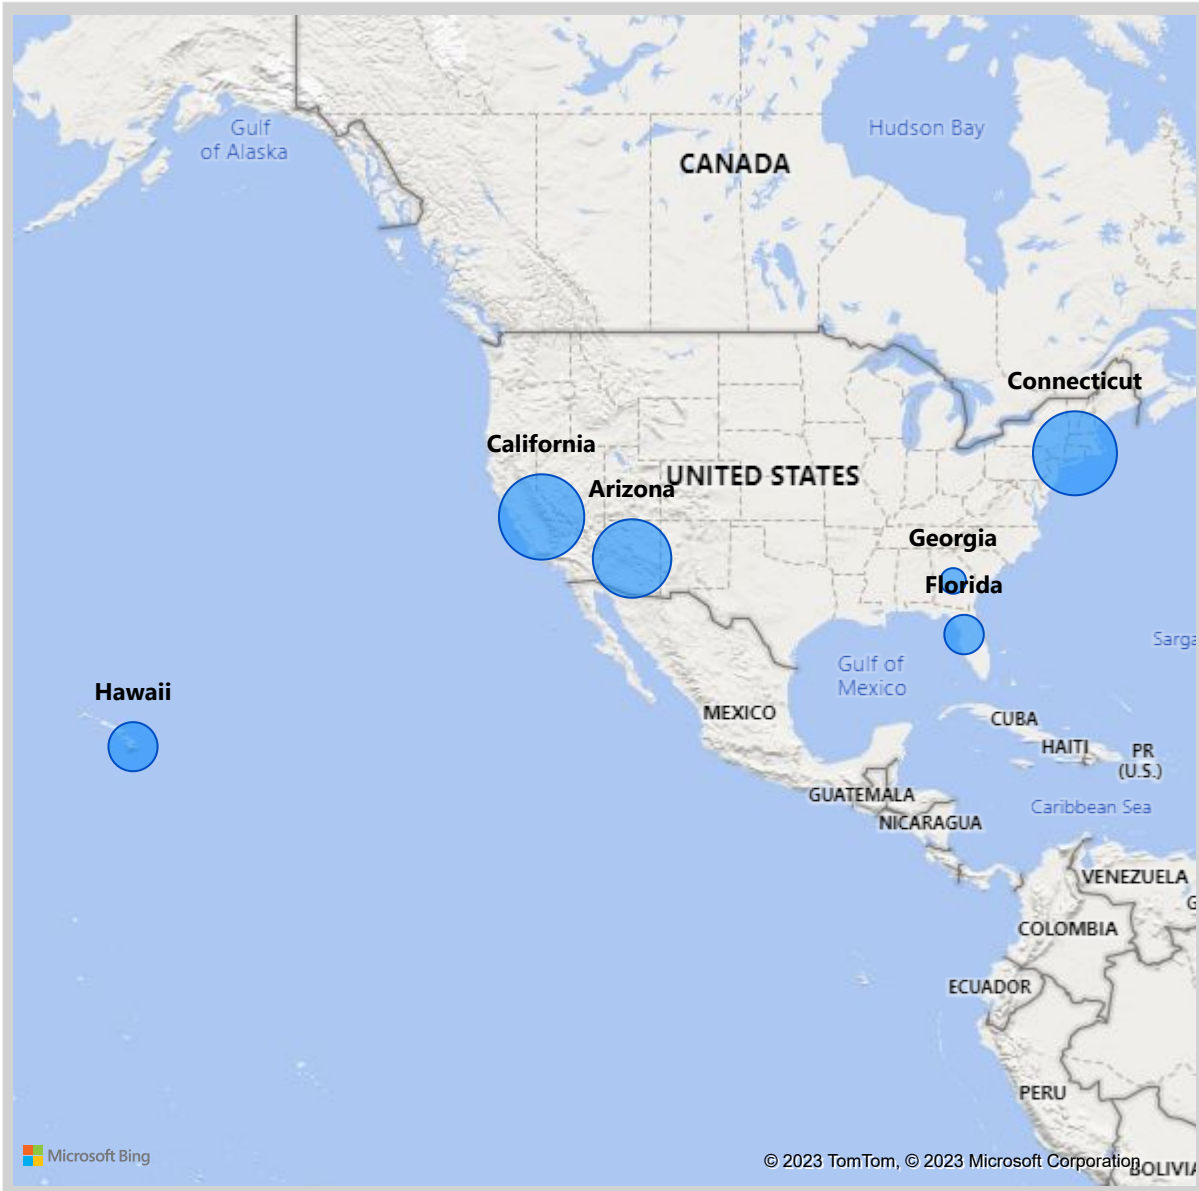 Gulf
of Alaska
Hudson Bay
CANADA
Connecticut
California
UNITED STATES
Arizona
Georgia
Florida
Sarga
Gulf of
Mexico
Hawaii
MEXICO
CUBA
HAITI
PR
(U.S.)
GUATEMALA
Caribbean Sea
NICARAGUA
VENEZUELA
G
COLOMBIA
ECUADOR
PERU
Microsoft Bing
© 2023 TomTom, © 2023 Microsoft Corporation
BOLIVIA